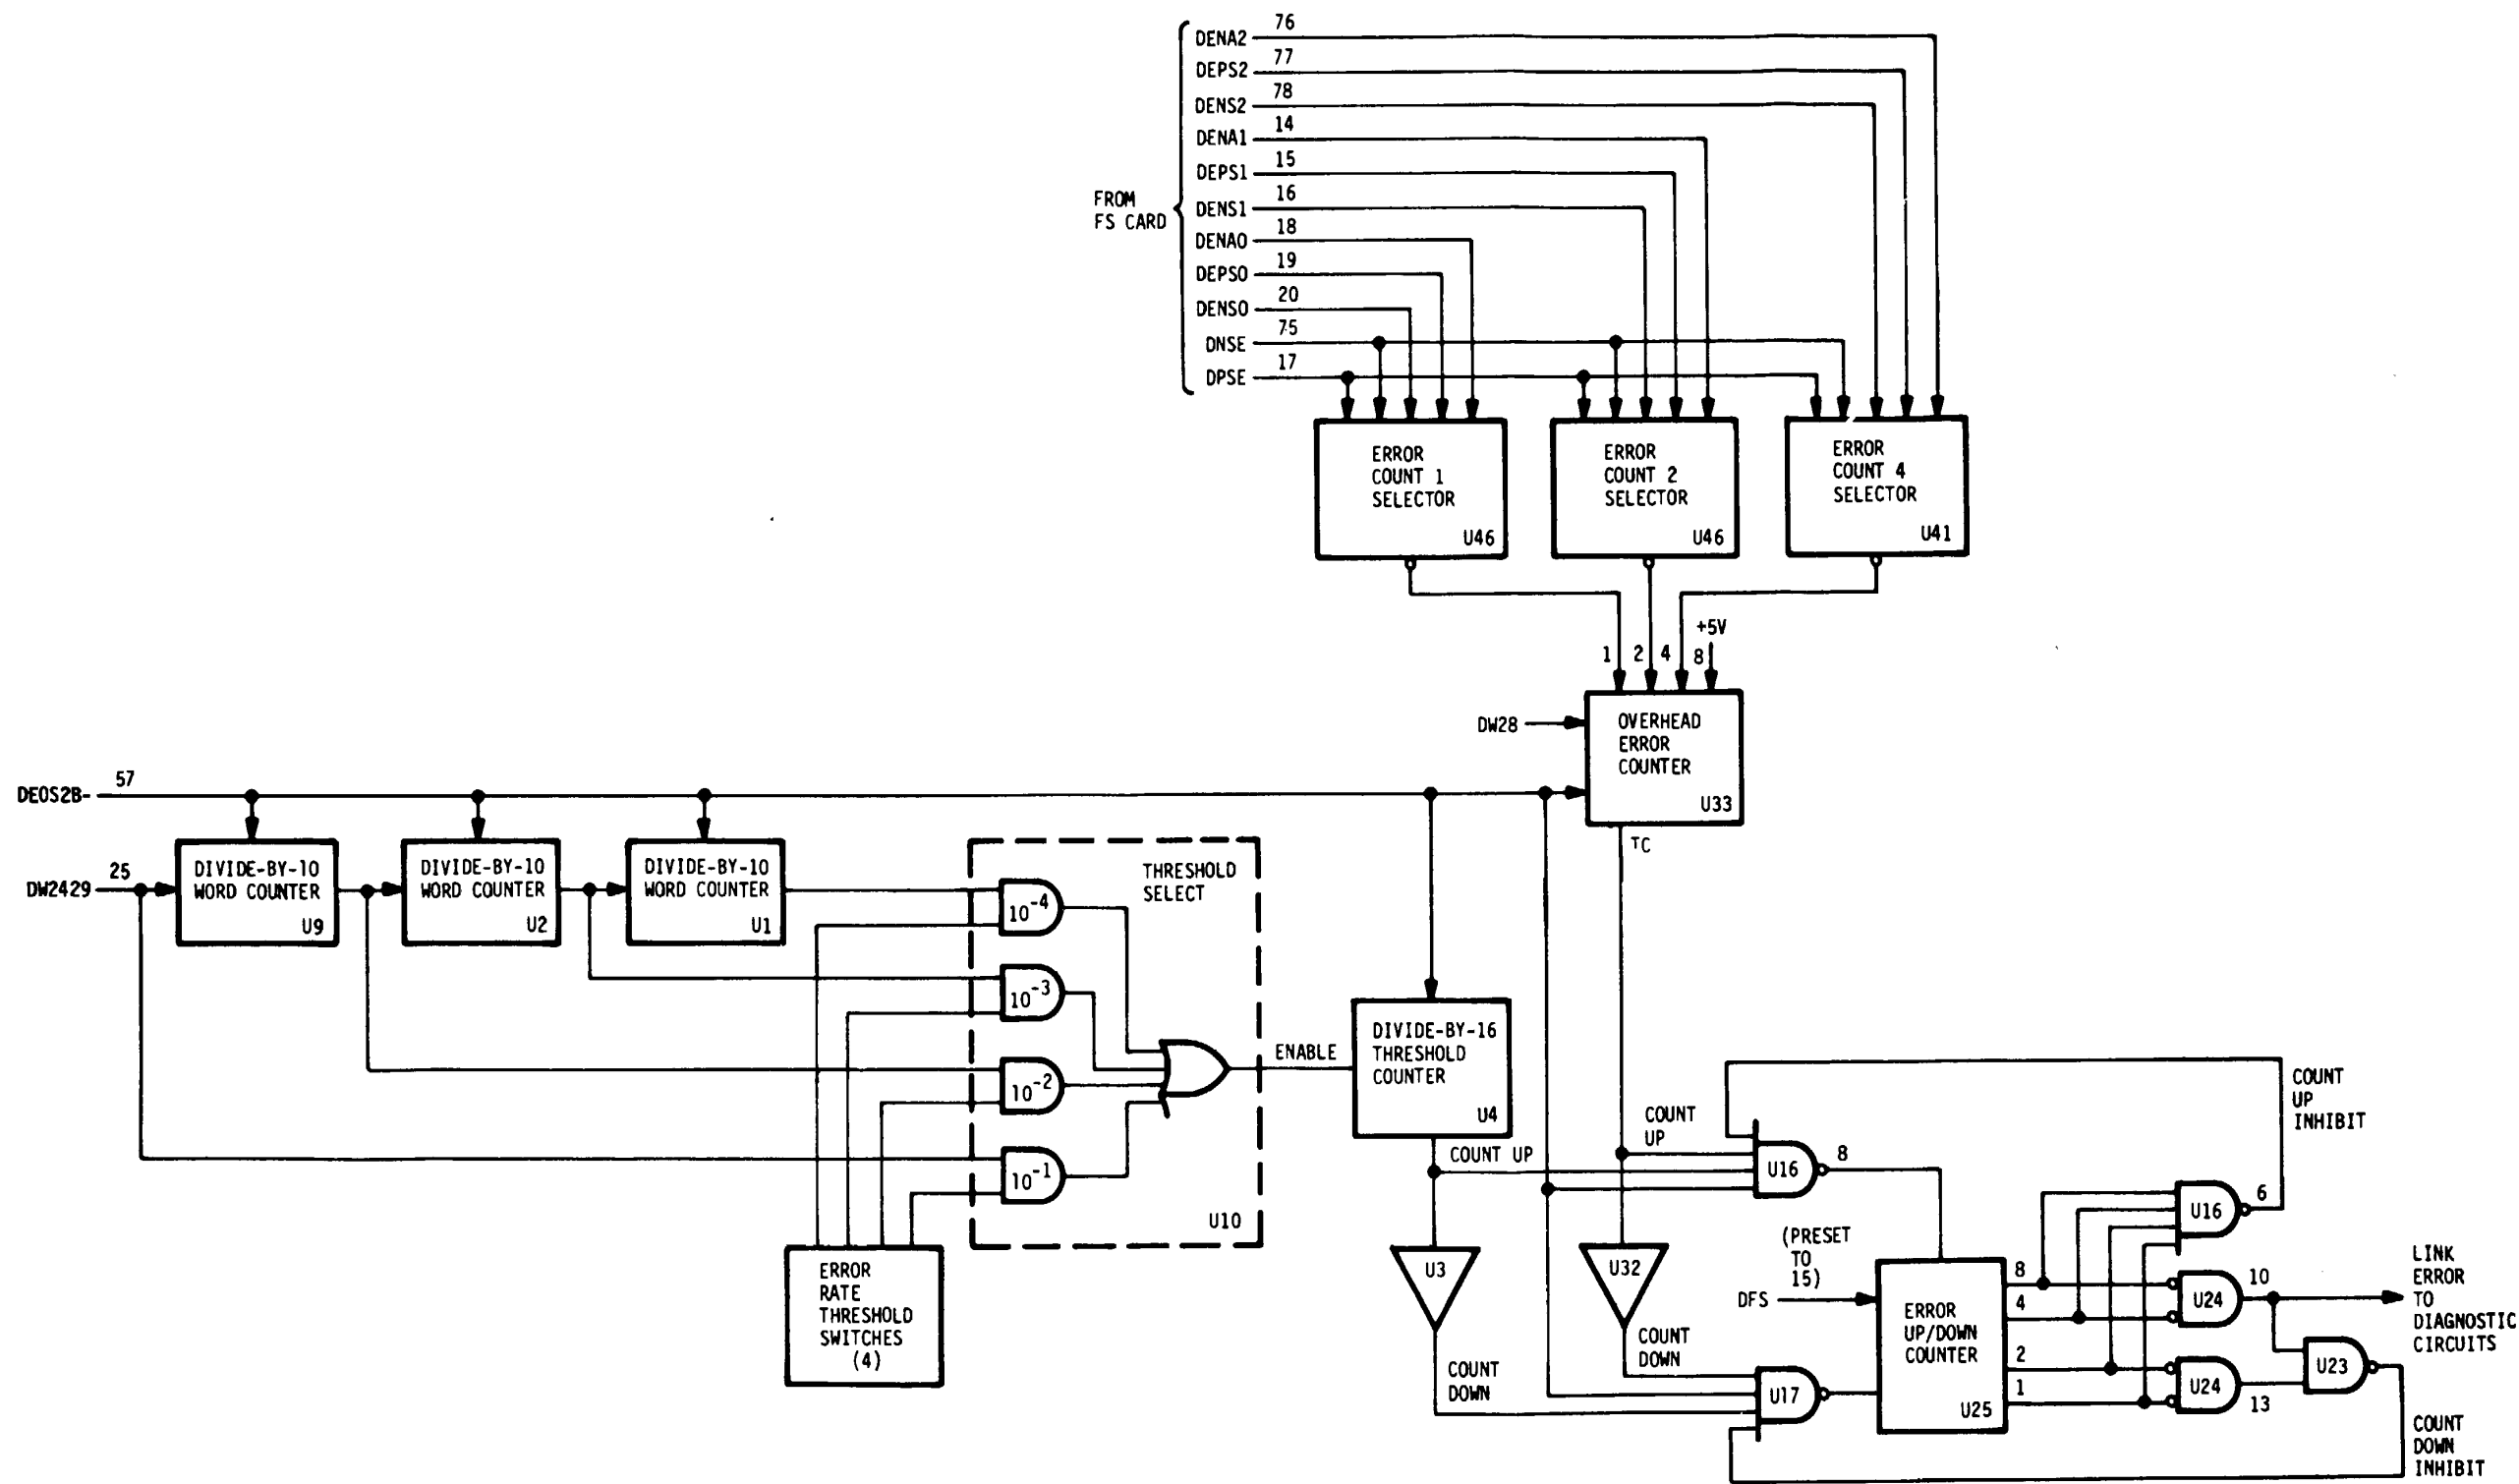 FROM
FS CARD
DENA2 76
DEPS2 77
DENS2 78
DENA1 14
DEPS1 15
DENS1 16
DENAO 18
DEPSO 19
DENSO 20
DNSE 75
DPSE 17
ERROR
COUNT 1
SELECTOR
U46
ERROR
COUNT 2
SELECTOR
U46
ERROR
COUNT 4
SELECTOR
U41
+5V
1 2 4 8
DW28
OVERHEAD
ERROR
COUNTER
U33
TC
DEOS2B- 57
DW2429 25
DIVIDE-BY-10
WORD COUNTER
U9
DIVIDE-BY-10
WORD COUNTER
U2
DIVIDE-BY-10
WORD COUNTER
U1
THRESHOLD
SELECT
10-4
10-3
10-2
10-1
U10
ERROR
RATE
THRESHOLD
SWITCHES
(4)
ENABLE
DIVIDE-BY-16
THRESHOLD
COUNTER
U4
COUNT UP
COUNT
UP
U16
8
COUNT
UP
INHIBIT
U3
U32
COUNT
DOWN
COUNT
DOWN
U17
(PRESET
TO
15)
DFS
ERROR
UP/DOWN
COUNTER
U25
8
4
2
1
U16
6
U24
10
U24
13
U23
LINK
ERROR
TO
DIAGNOSTIC
CIRCUITS
COUNT
DOWN
INHIBIT